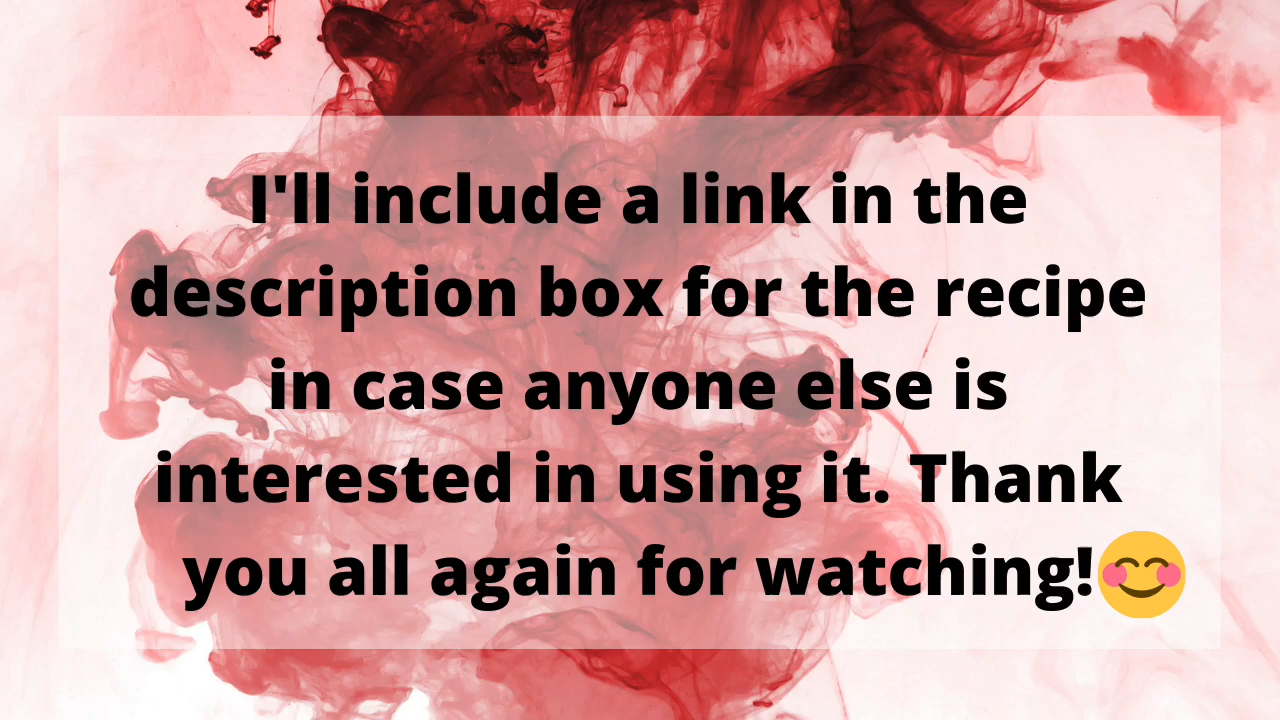 I'll include a link in the
description box for the recipe
in case anyone else is
interested in using it. Thank
you all again for watching!😊